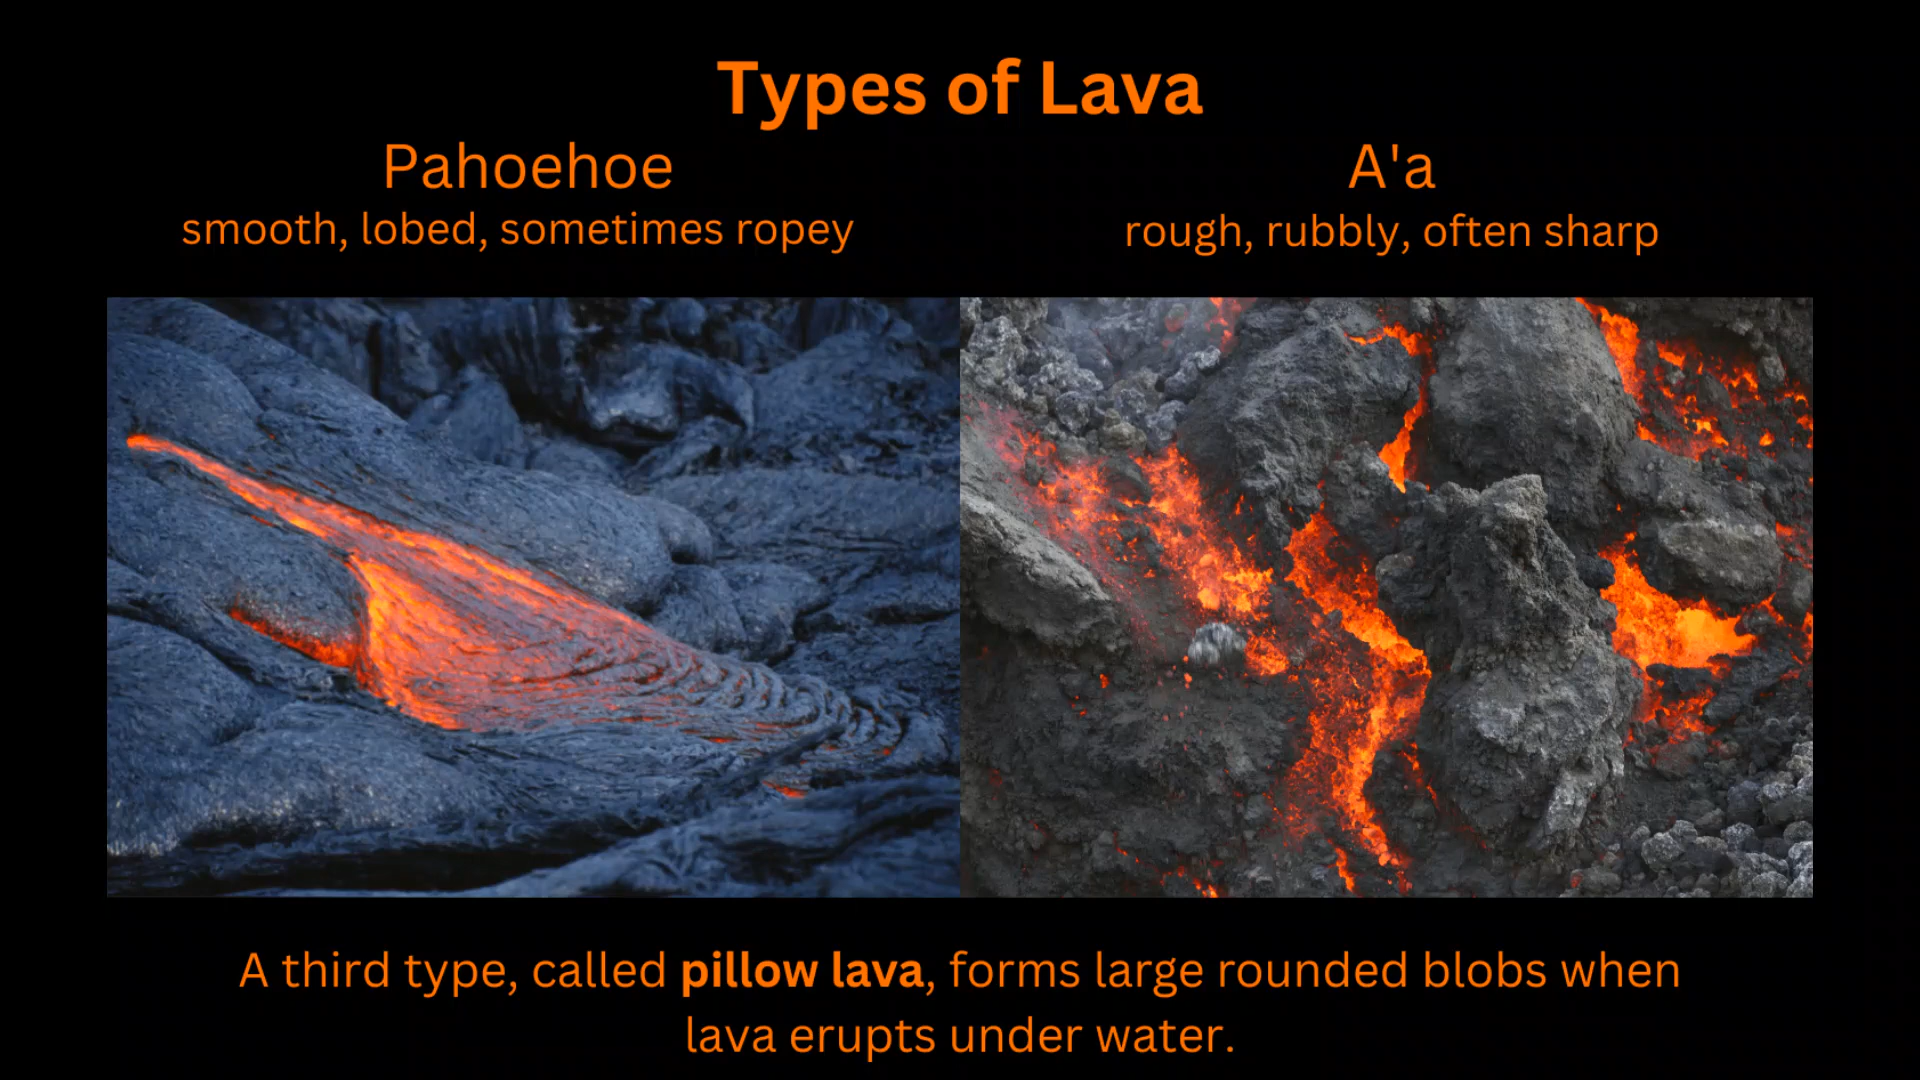 Types of Lava
Pahoehoe
smooth, lobed, sometimes ropey
A'a
rough, rubbly, often sharp
A third type, called pillow lava, forms large rounded blobs when
lava erupts under water.